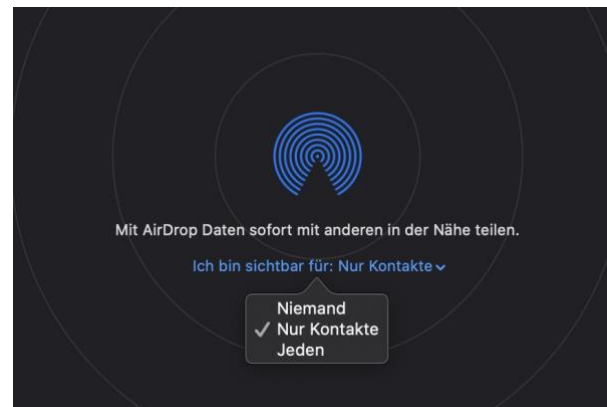 Mit AirDrop Daten sofort mit anderen in der Nähe teilen.
Ich bin sichtbar für: Nur Kontakte
Niemand
Nur Kontakte
Jeden